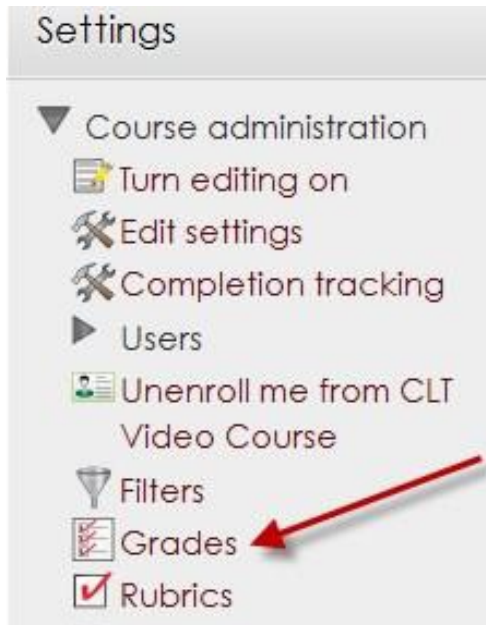 Settings
Course administration
Turn editing on
Edit settings
Completion tracking
Users
Unenroll me from CLT
Video Course
Filters
Grades
Rubrics